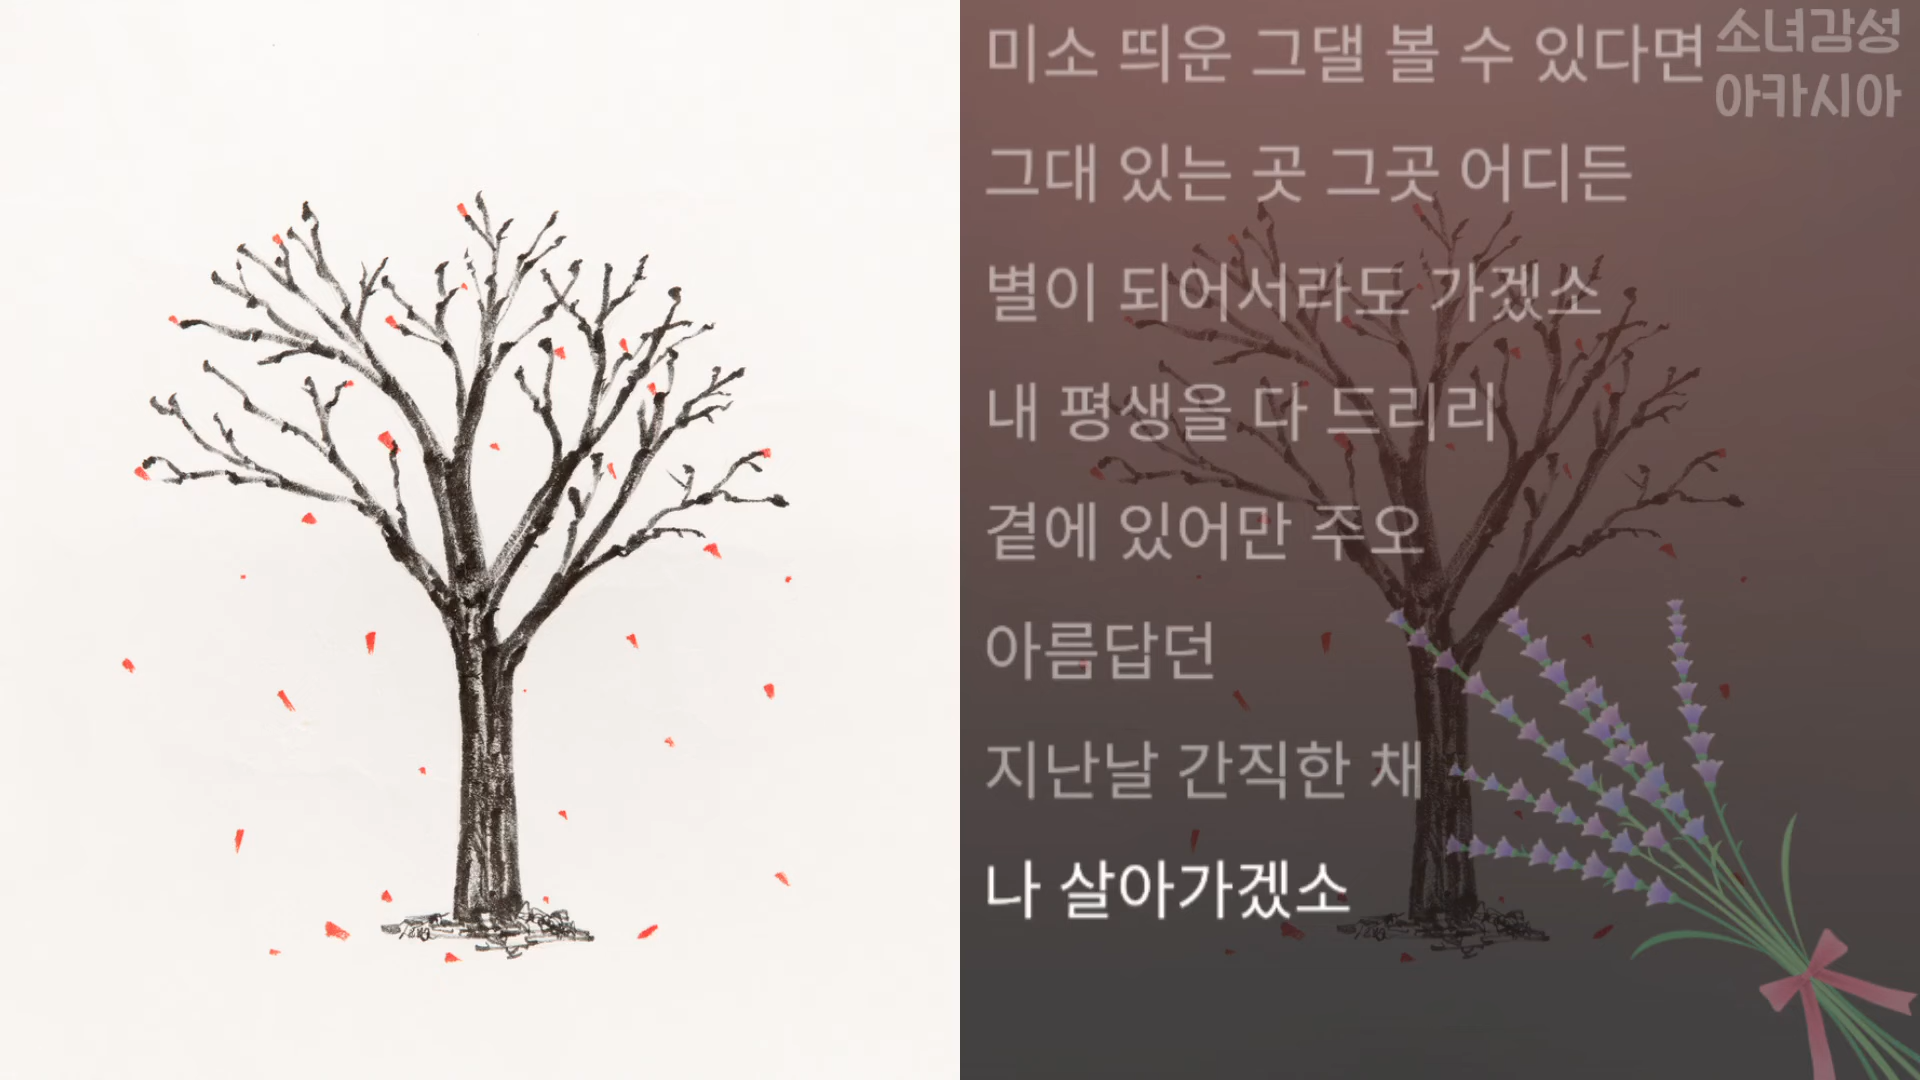 미소 띄운 그댈 볼 수 있다면
소녀감성
아카시아
그대 있는 곳 그곳 어디든
별이 되어서라도 가겠소
내 평생을 다 드리리
곁에 있어만 주오
아름답던
지난날 간직한 채
나 살아가겠소